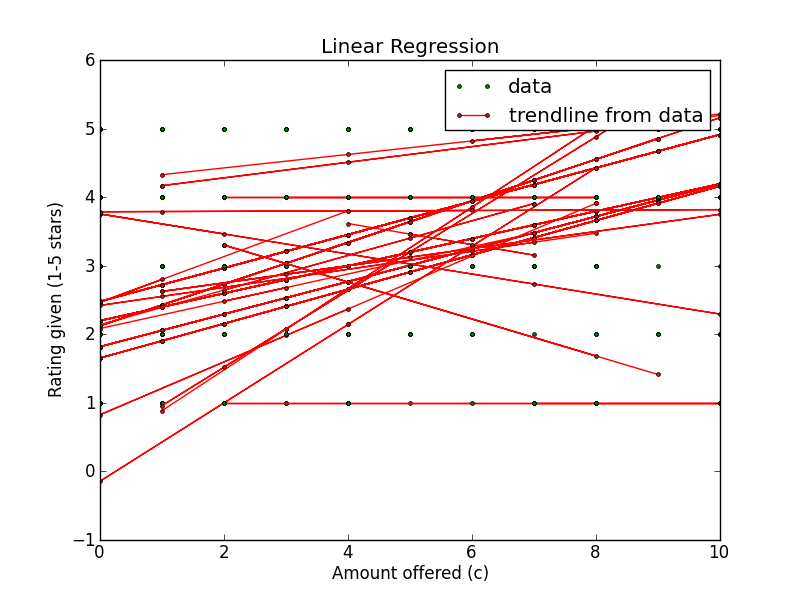 Linear Regression
data
trendline from data
6
5
4
3
2
1
0
−1
0 2 4 6 8 10
Rating given (1-5 stars)
Amount offered (c)